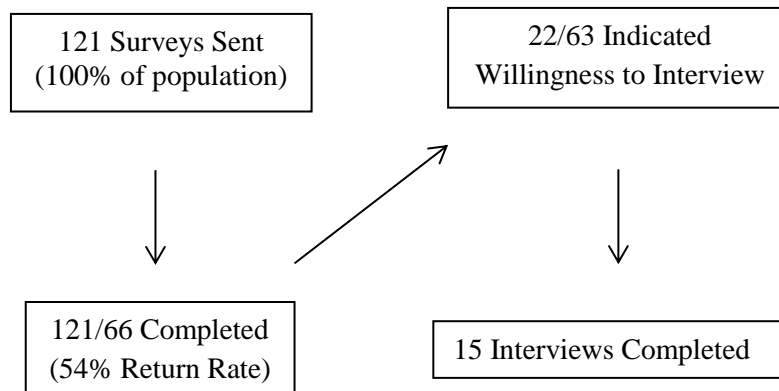 121 Surveys Sent
(100% of population)
121/66 Completed
(54% Return Rate)
22/63 Indicated
Willingness to Interview
15 Interviews Completed